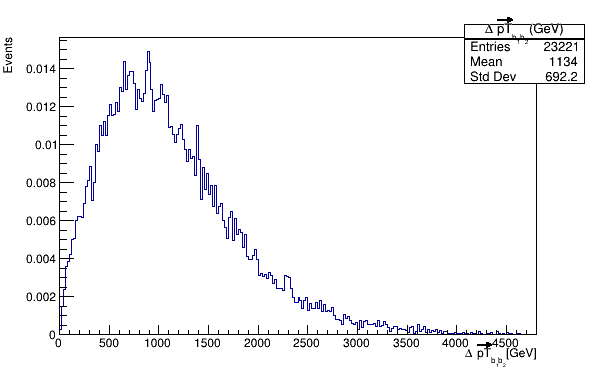 Δ pT b1b2 (GeV)
Entries 23221
Mean 1134
Std Dev 692.2
Events
0.014
0.012
0.01
0.008
0.006
0.004
0.002
0
0 500 1000 1500 2000 2500 3000 3500 4000 4500
Δ pT b1b2 [GeV]